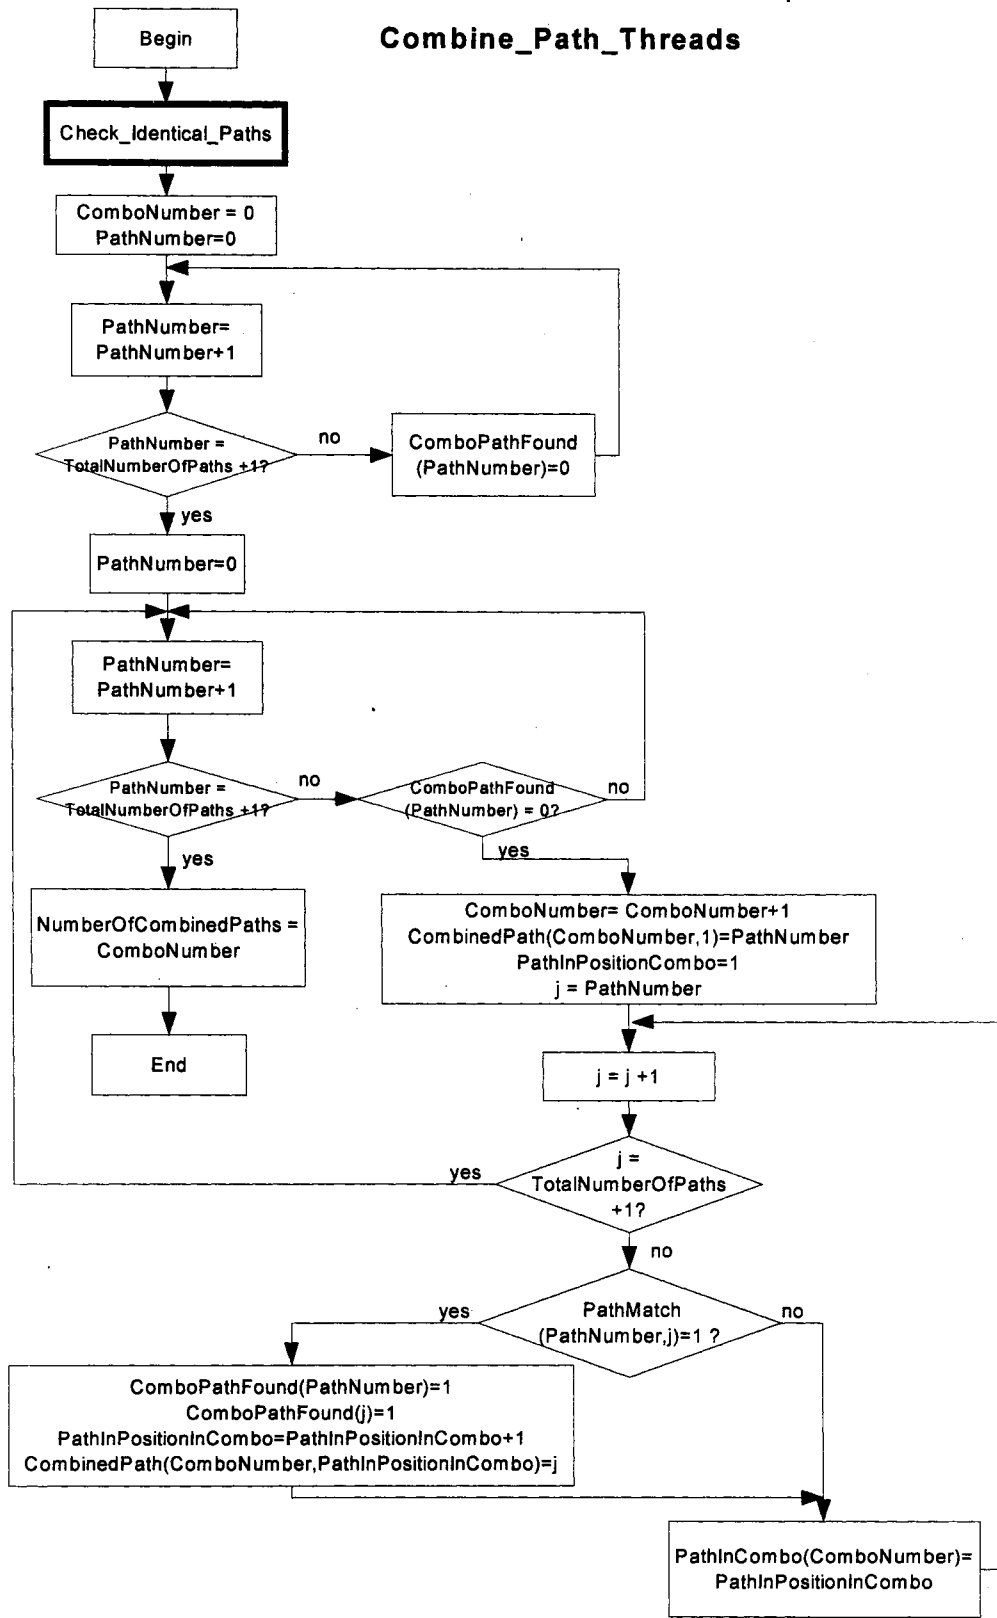 Combine_Path_Threads
Begin
Check_Identical_Paths
ComboNumber = 0
PathNumber=0
PathNumber=
PathNumber+1
PathNumber =
TotalNumberOfPaths +1?
no
ComboPathFound
(PathNumber)=0
yes
PathNumber=0
PathNumber=
PathNumber+1
PathNumber =
TotalNumberOfPaths +1?
no
ComboPathFound
(PathNumber) = 0?
no
yes
yes
NumberOfCombinedPaths =
ComboNumber
End
ComboNumber= ComboNumber+1
CombinedPath(ComboNumber,1)=PathNumber
PathInPositionCombo=1
j = PathNumber
j = j +1
j =
TotalNumberOfPaths
+1?
yes
no
PathMatch
(PathNumber,j)=1 ?
yes
no
ComboPathFound(PathNumber)=1
ComboPathFound(j)=1
PathInPositionInCombo=PathInPositionInCombo+1
CombinedPath(ComboNumber,PathInPositionInCombo)=j
PathInCombo(ComboNumber)=
PathInPositionInCombo